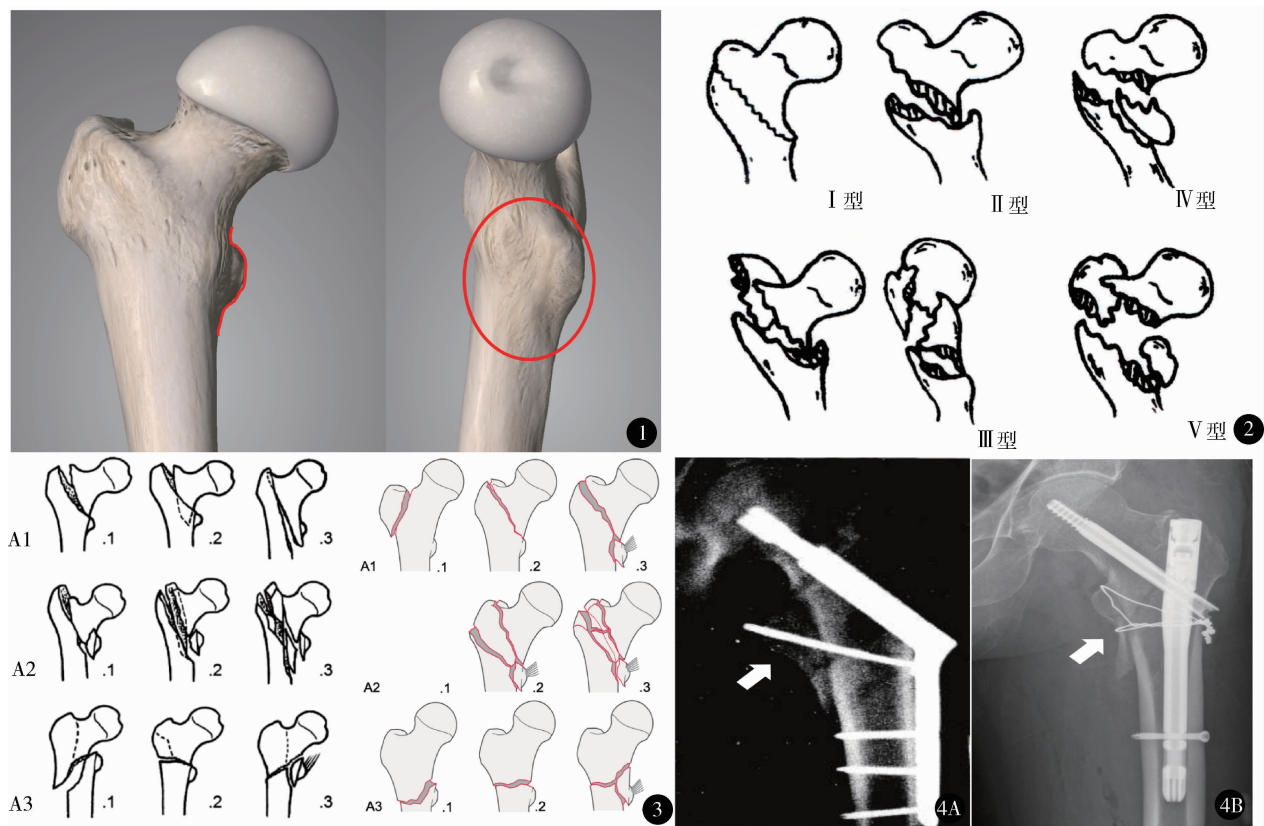 1
Ⅰ型
Ⅱ型
Ⅳ型
Ⅲ型
Ⅴ型
2
A1 .1 .2 .3
A2 .1 .2 .3
A3 .1 .2 .3
A1 .1 .2 .3
A2 .1 .2 .3
A3 .1 .2 .3
3
4A
4B